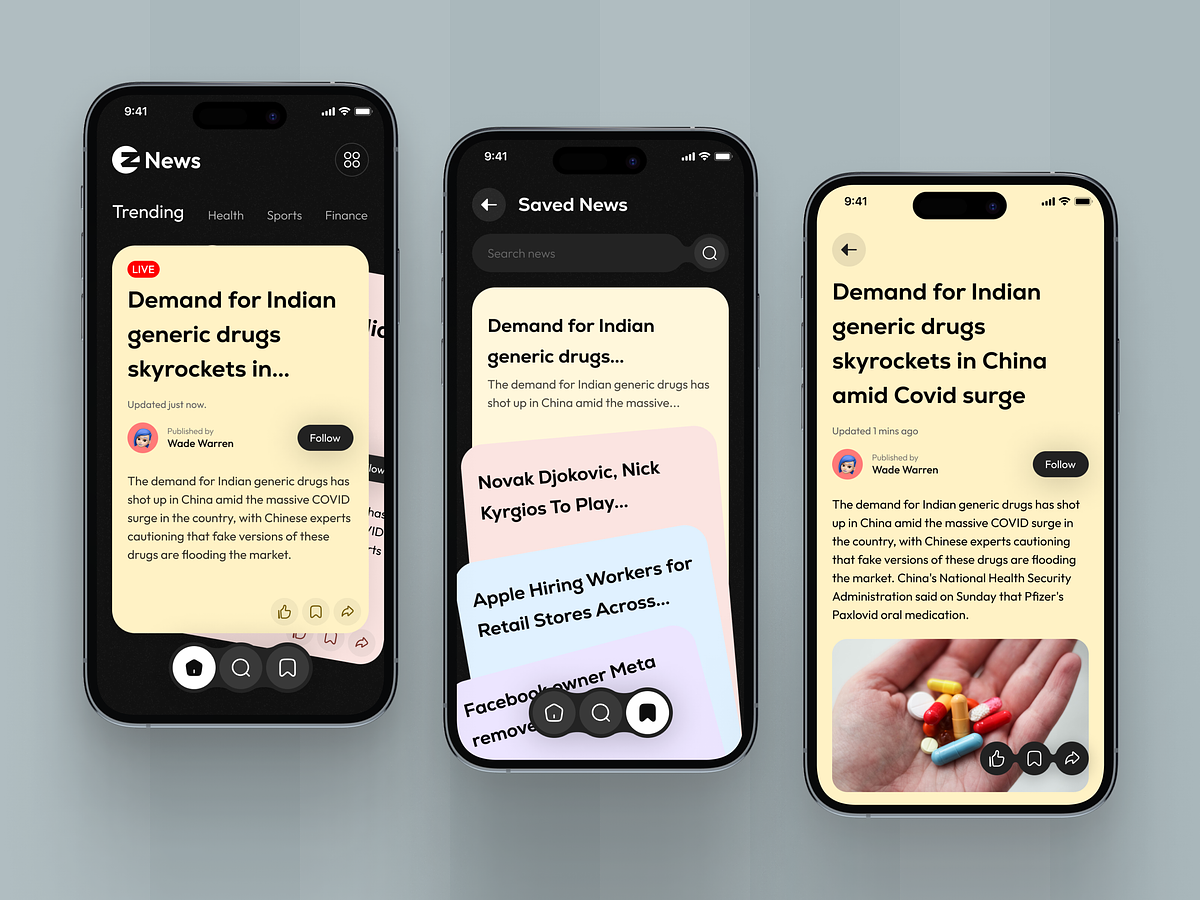 9:41
News
Trending Health Sports Finance
LIVE
Demand for Indian
generic drugs
skyrockets in...
Updated just now.
Published by
Wade Warren
Follow
The demand for Indian generic drugs has
shot up in China amid the massive COVID
surge in the country, with Chinese experts
cautioning that fake versions of these
drugs are flooding the market.
9:41
Saved News
Search news
Demand for Indian
generic drugs...
The demand for Indian generic drugs has
shot up in China amid the massive...
Novak Djokovic, Nick
Kyrgios To Play...
Apple Hiring Workers for
Retail Stores Across...
Facebook owner Meta
9:41
Demand for Indian
generic drugs
skyrockets in China
amid Covid surge
Updated 1 mins ago
Published by
Wade Warren
Follow
The demand for Indian generic drugs has shot
up in China amid the massive COVID surge in
the country, with Chinese experts cautioning
that fake versions of these drugs are flooding
the market. China's National Health Security
Administration said on Sunday that Pfizer's
Paxlovid oral medication.